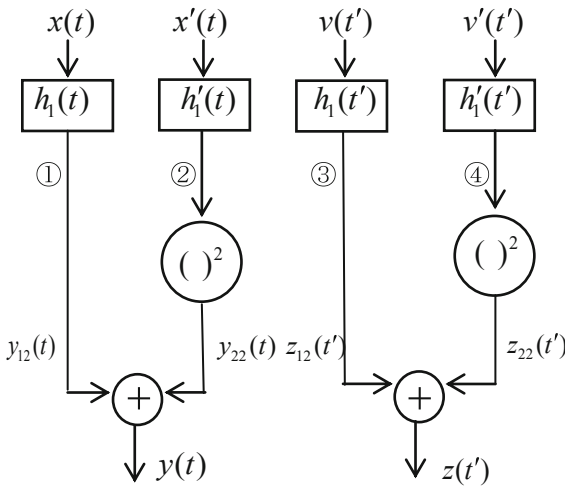 x(t) x′(t) v(t′) v′(t′)
h₁(t) h′₁(t) h₁(t′) h′₁(t′)
① ② ③ ④
( )² ( )²
y₁₂(t) y₂₂(t) z₁₂(t′) z₂₂(t′)
+ +
y(t) z(t′)